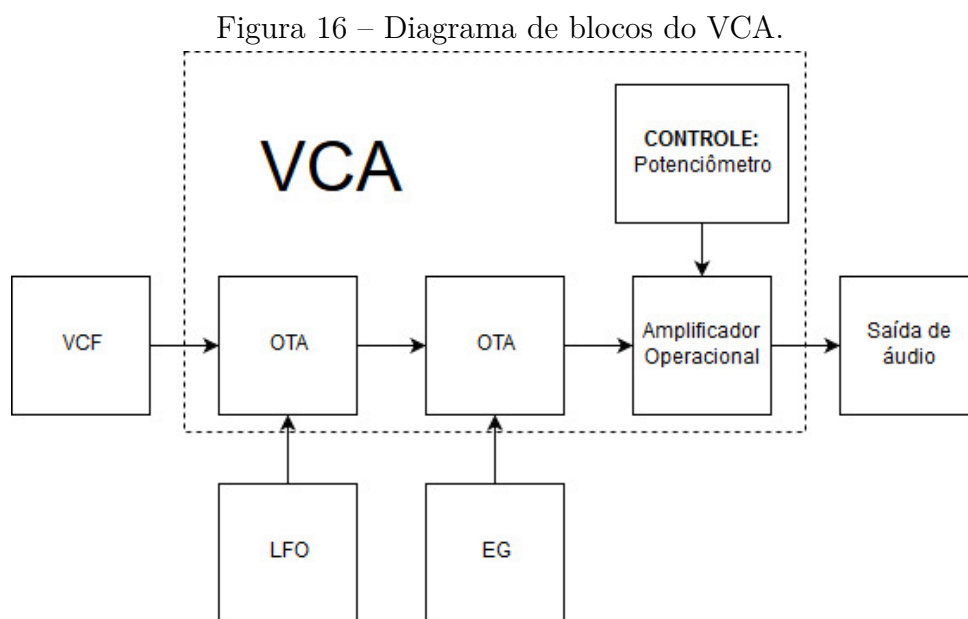 Figura 16 – Diagrama de blocos do VCA.
VCA
CONTROLE:
Potenciômetro
VCF
OTA
OTA
Amplificador
Operacional
Saída de
áudio
LFO
EG